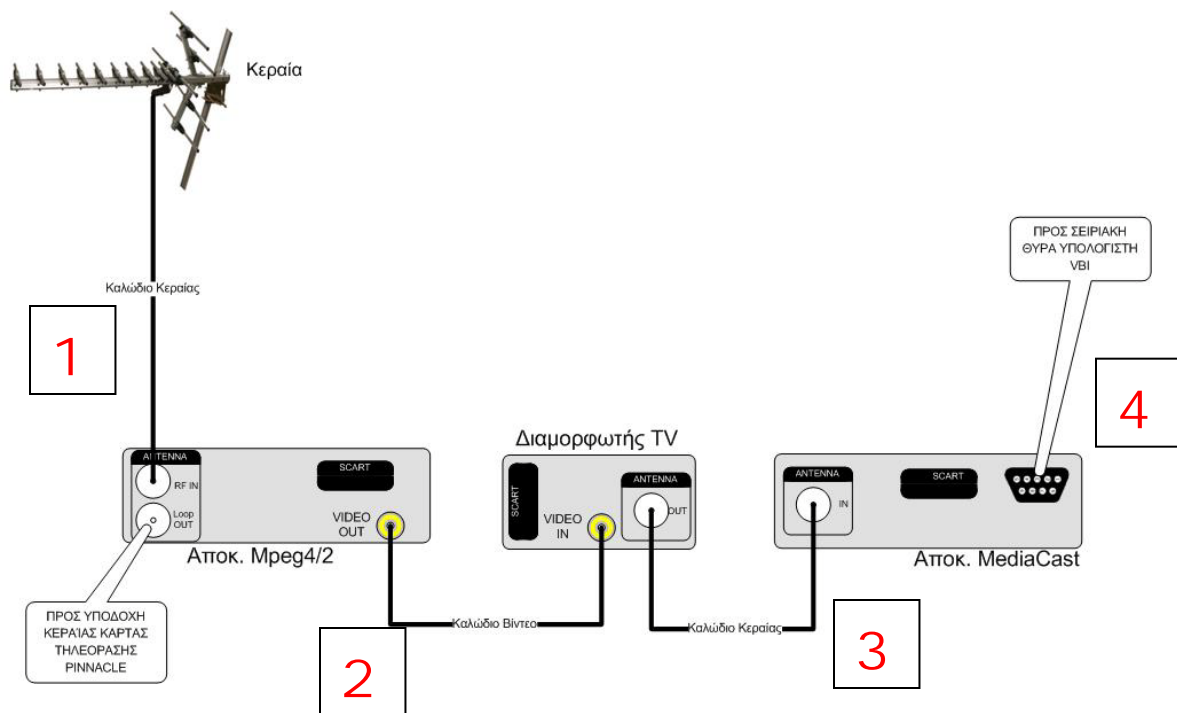 Κεραία
ΠΡΟΣ ΣΕΙΡΙΑΚΗ
ΘΥΡΑ ΥΠΟΛΟΓΙΣΤΗ
VBI
Καλώδιο Κεραίας
1
4
Διαμορφωτής TV
ANTENNA
RF IN
Loop
OUT
SCART
VIDEO
OUT
Αποκ. Mpeg4/2
SCART
VIDEO
IN
ANTENNA
OUT
ANTENNA
IN
SCART
Αποκ. MediaCast
ΠΡΟΣ ΥΠΟΔΟΧΗ
ΚΕΡΑΊΑΣ ΚΑΡΤΑΣ
ΤΗΛΕΟΡΑΣΗΣ
PINNACLE
Καλώδιο Βίντεο
2
Καλώδιο Κεραίας
3